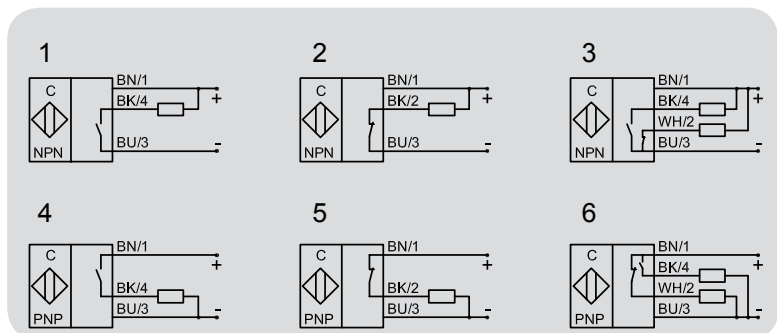 1
C
NPN
BN/1
BK/4
BU/3
+
-
2
C
NPN
BN/1
BK/2
BU/3
+
-
3
C
NPN
BN/1
BK/4
WH/2
BU/3
+
-
4
C
PNP
BN/1
BK/4
BU/3
+
-
5
C
PNP
BN/1
BK/2
BU/3
+
-
6
C
PNP
BN/1
BK/4
WH/2
BU/3
+
-